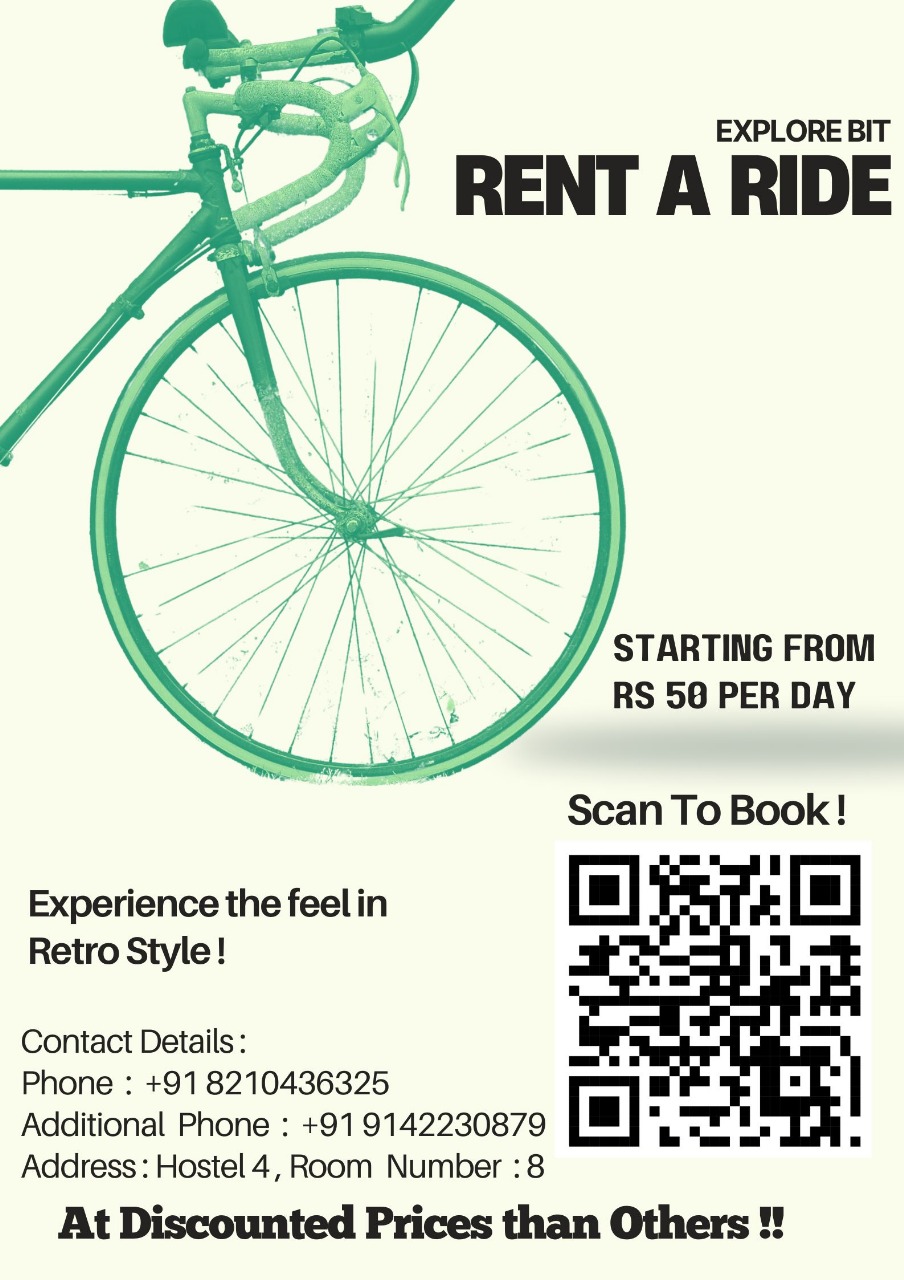 EXPLORE BIT
RENT A RIDE
STARTING FROM
RS 50 PER DAY
Scan To Book !
Experience the feel in
Retro Style !
Contact Details :
Phone : +91 8210436325
Additional Phone : +91 9142230879
Address : Hostel 4 , Room Number : 8
At Discounted Prices than Others !!